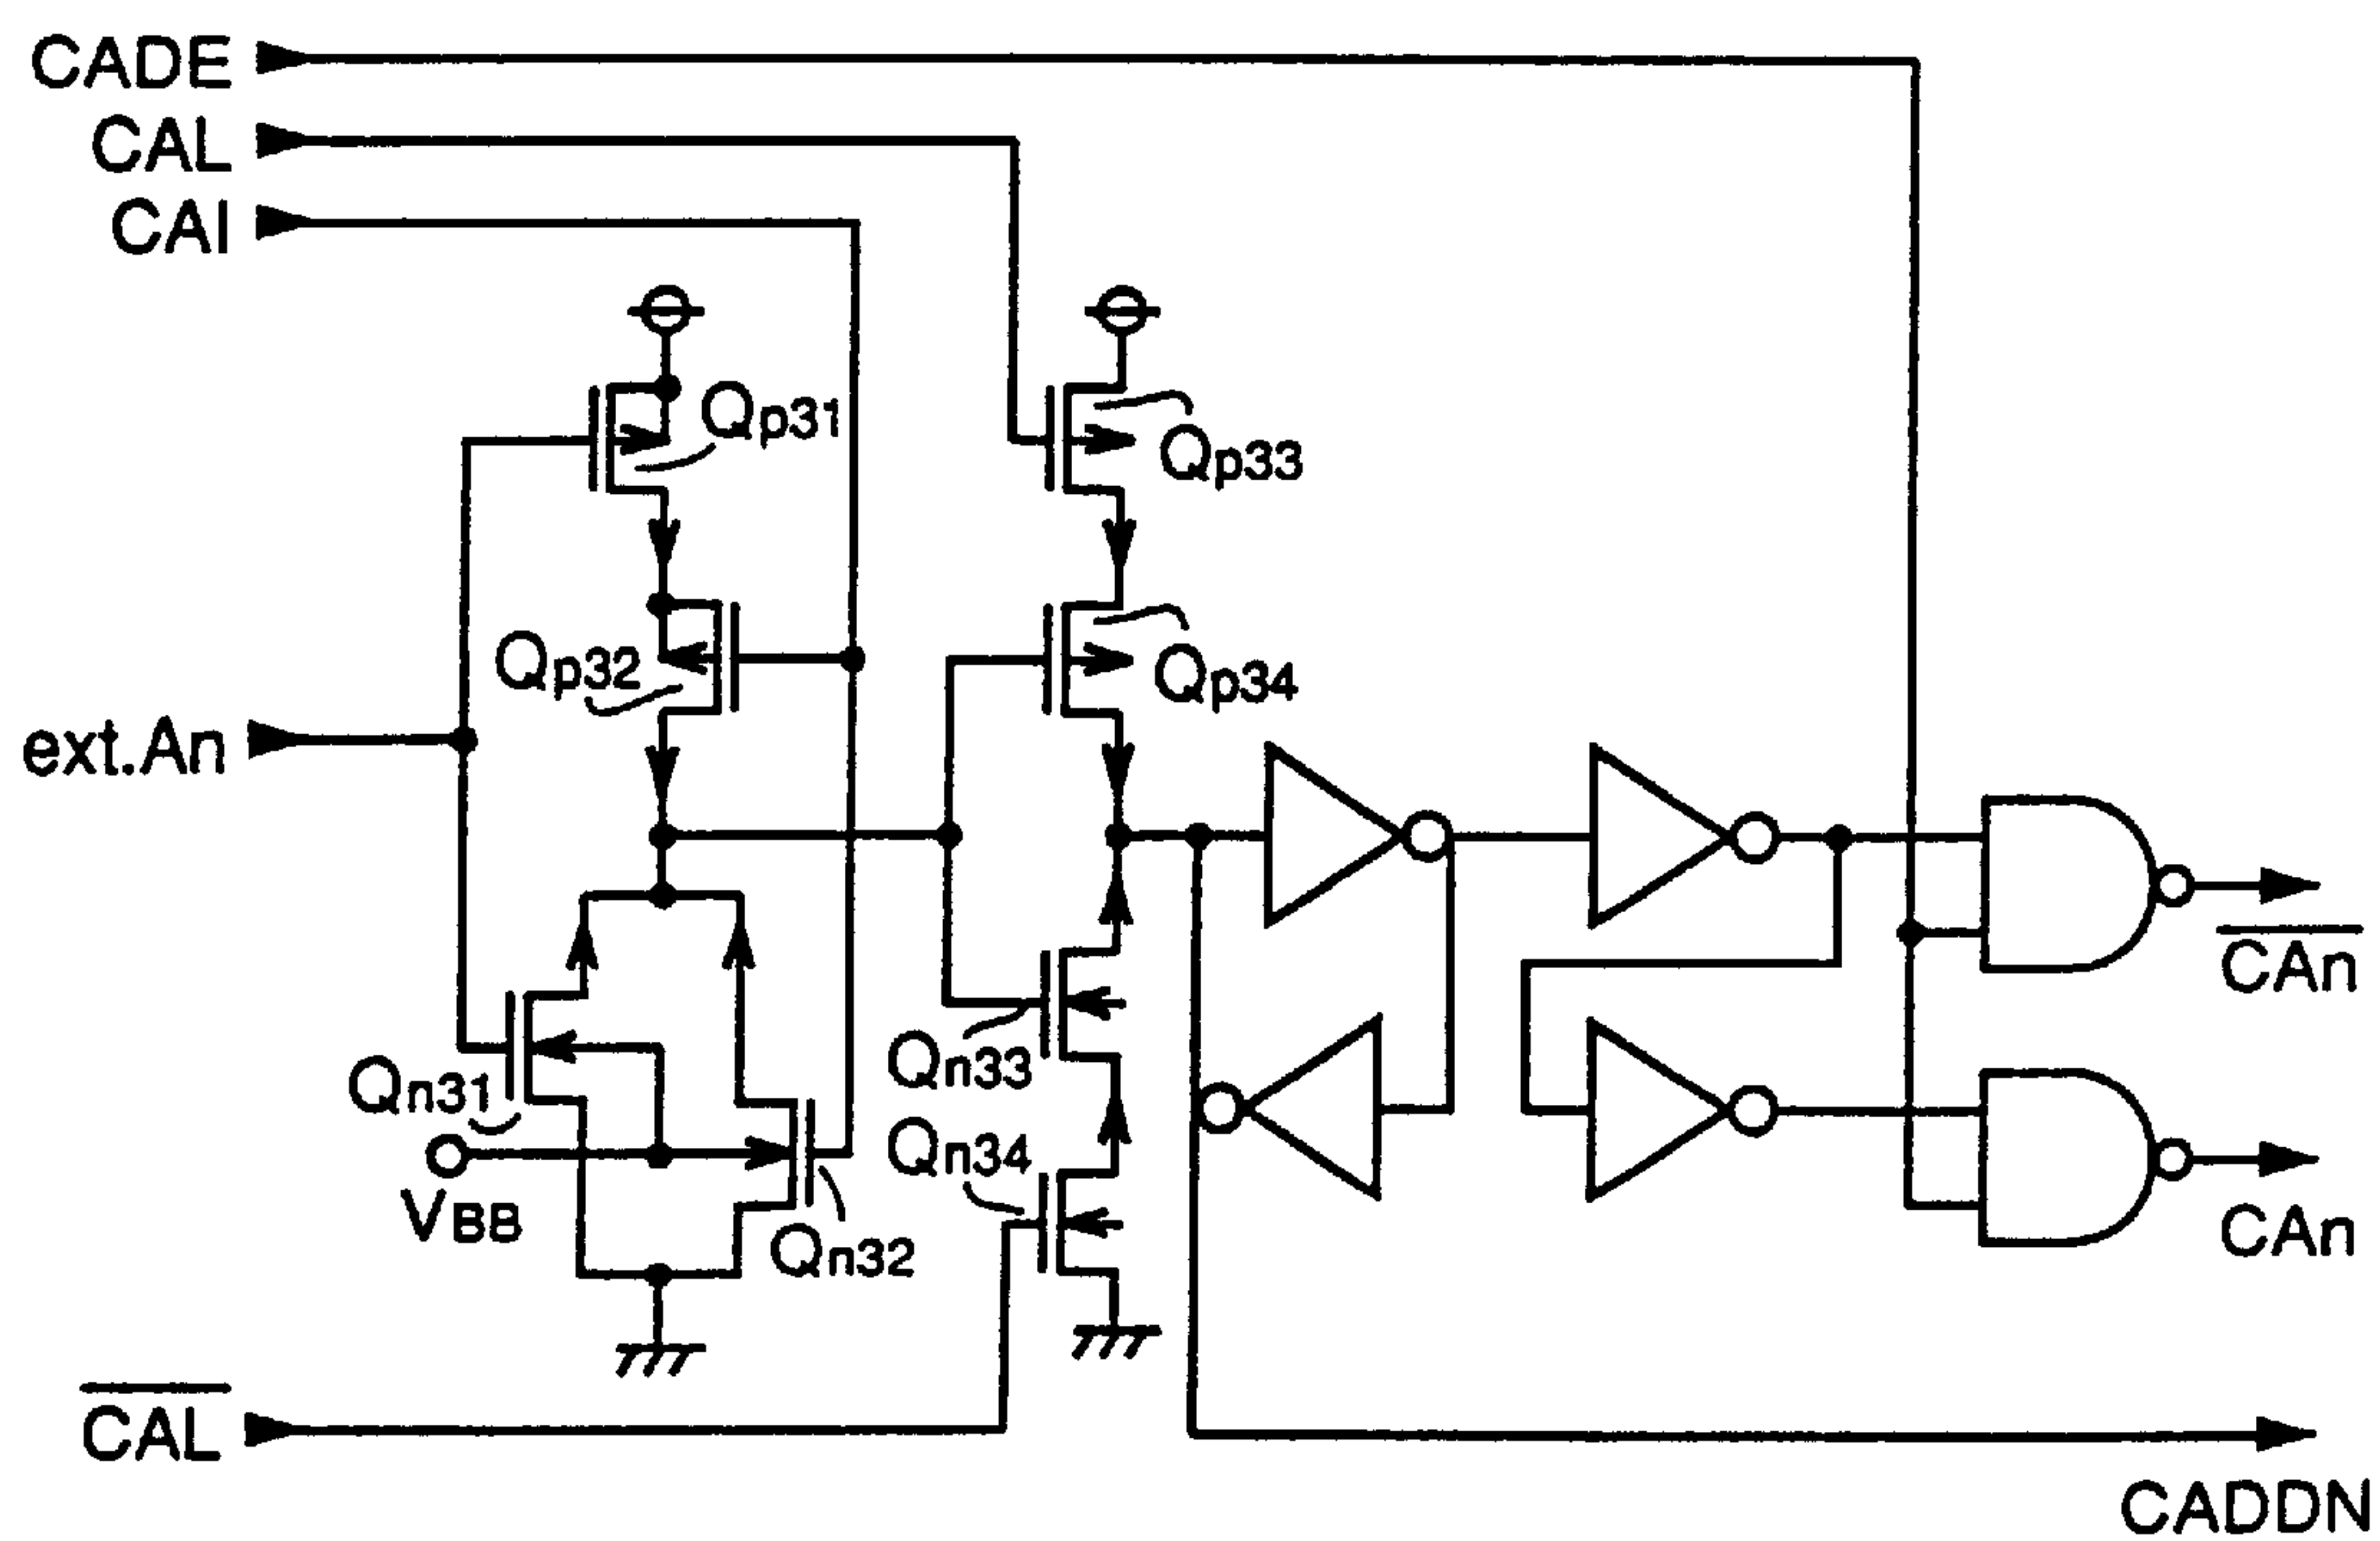 CADE
CAL
CAI
Qp31
Qp33
Qp32
Qp34
ext.An
CAn
Qn33
Qn31
Qn34
VBB
CAn
Qn32
CAL
CADDN